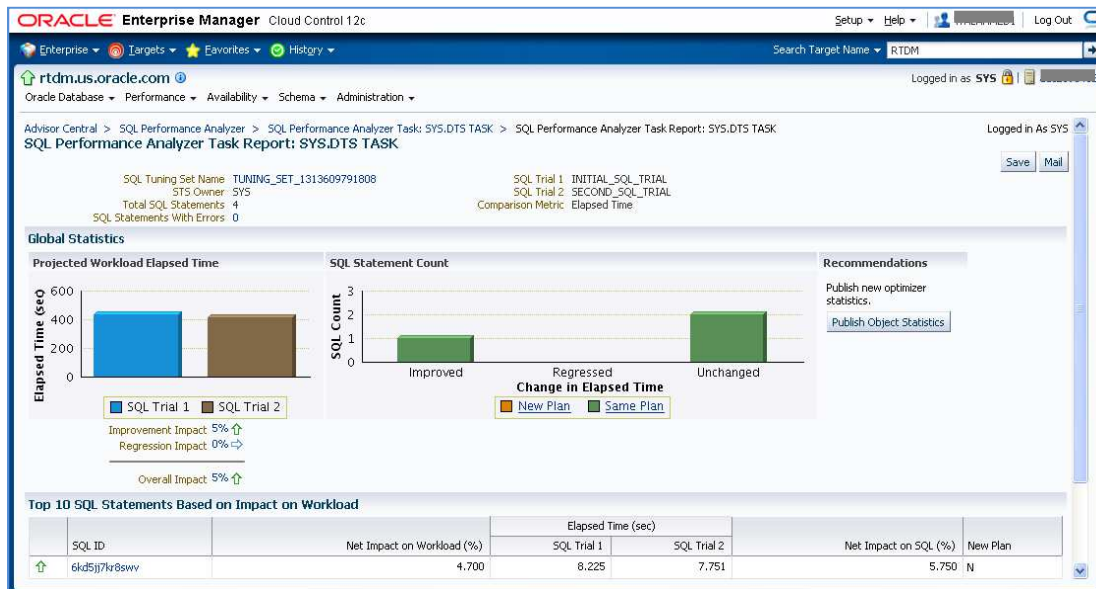 ORACLE Enterprise Manager Cloud Control 12c
Setup Help Log Out
Enterprise Targets Favorites History Search Target Name RTDM
rtdm.us.oracle.com Logged in as SYS
Oracle Database Performance Availability Schema Administration
Advisor Central > SQL Performance Analyzer > SQL Performance Analyzer Task: SYS.DTS TASK > SQL Performance Analyzer Task Report: SYS.DTS TASK Logged in As SYS
SQL Performance Analyzer Task Report: SYS.DTS TASK
Save Mail
SQL Tuning Set Name TUNING_SET_1313609791808 SQL Trial 1 INITIAL_SQL_TRIAL
STS Owner SYS SQL Trial 2 SECOND_SQL_TRIAL
Total SQL Statements 4 Comparison Metric Elapsed Time
SQL Statements With Errors 0
Global Statistics
Projected Workload Elapsed Time
Elapsed Time (sec)
600
400
200
0
SQL Trial 1 SQL Trial 2
Improvement Impact 5%
Regression Impact 0%
Overall Impact 5%
SQL Statement Count
SQL Count
3
2
1
0
Improved Regressed Unchanged
Change in Elapsed Time
New Plan Same Plan
Recommendations
Publish new optimizer
statistics.
Publish Object Statistics
Top 10 SQL Statements Based on Impact on Workload
Elapsed Time (sec)
SQL ID Net Impact on Workload (%) SQL Trial 1 SQL Trial 2 Net Impact on SQL (%) New Plan
6kd5jj7kr8swv 4.700 8.225 7.751 5.750 N